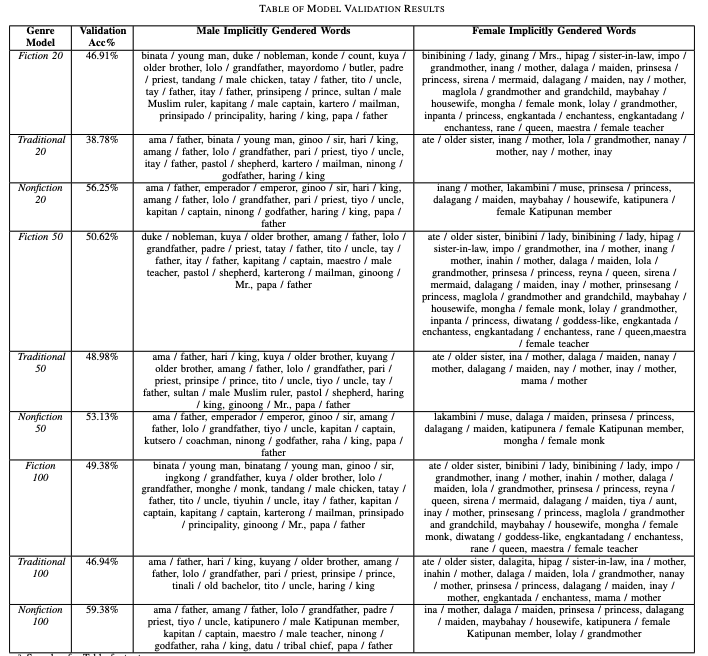 TABLE OF MODEL VALIDATION RESULTS
Genre Model | Validation Acc% | Male Implicitly Gendered Words | Female Implicitly Gendered Words
Fiction 20
46.91%
binata / young man, duke / nobleman, konde / count, kuya /
older brother, lolo / grandfather, mayordomo / butler, padre
/ priest, tandang / male chicken, tatay / father, tito / uncle,
tay / father, itay / father, prinsipeng / prince, sultan / male
Muslim ruler, kapitang / male captain, kartero / mailman,
prinsipado / principality, haring / king, papa / father
binibining / lady, ginang / Mrs., hipag / sister-in-law, impo /
grandmother, inang / mother, dalaga / maiden, prinsesa /
princess, sirena / mermaid, dalagang / maiden, nay / mother,
maglola / grandmother and grandchild, maybahay /
housewife, mongha / female monk, lolay / grandmother,
inpanta / princess, engkantada / enchantess, engkantadang /
enchantess, rane / queen, maestra / female teacher
Traditional 20
38.78%
ama / father, binata / young man, ginoo / sir, hari / king,
amang / father, lolo / grandfather, pari / priest, tiyo / uncle,
itay / father, pastol / shepherd, kartero / mailman, ninong /
godfather, haring / king
ate / older sister, inang / mother, lola / grandmother, nanay /
mother, nay / mother, inay
Nonfiction 20
56.25%
ama / father, emperador / emperor, ginoo / sir, hari / king,
amang / father, lolo / grandfather, pari / priest, tiyo / uncle,
kapitan / captain, ninong / godfather, haring / king, papa /
father
inang / mother, lakambini / muse, prinsesa / princess,
dalagang / maiden, maybahay / housewife, katipunera /
female Katipunan member
Fiction 50
50.62%
duke / nobleman, kuya / older brother, amang / father, lolo /
grandfather, padre / priest, tatay / father, tito / uncle, tay /
father, itay / father, kapitang / captain, maestro / male
teacher, pastol / shepherd, karterong / mailman, ginoong /
Mr., papa / father
ate / older sister, binibini / lady, binibining / lady, hipag /
sister-in-law, impo / grandmother, ina / mother, inang /
mother, inahin / mother, dalaga / maiden, lola /
grandmother, prinsesa / princess, reyna / queen, sirena /
mermaid, dalagang / maiden, inay / mother, prinsesang /
princess, maglola / grandmother and grandchild, maybahay /
housewife, mongha / female monk, lolay / grandmother,
inpanta / princess, diwatang / goddess-like, engkantada /
enchantess, engkantadang / enchantess, rane / queen,maestra
/ female teacher
Traditional 50
48.98%
ama / father, hari / king, kuya / older brother, kuyang /
older brother, amang / father, lolo / grandfather, pari /
priest, prinsipe / prince, tito / uncle, tiyo / uncle, tay /
father, sultan / male Muslim ruler, pastol / shepherd, haring
/ king, ginoong / Mr., papa / father
ate / older sister, ina / mother, dalaga / maiden, nanay /
mother, dalagang / maiden, nay / mother, inay / mother,
mama / mother
Nonfiction 50
53.13%
ama / father, emperador / emperor, ginoo / sir, amang /
father, lolo / grandfather, tiyo / uncle, kapitan / captain,
kutsero / coachman, ninong / godfather, raha / king, papa /
father
lakambini / muse, dalaga / maiden, prinsesa / princess,
dalagang / maiden, katipunera / female Katipunan member,
mongha / female monk
Fiction 100
49.38%
binata / young man, binatang / young man, ginoo / sir,
ingkong / grandfather, kuya / older brother, lolo /
grandfather, monghe / monk, tandang / male chicken, tatay /
father, tito / uncle, tiyuhin / uncle, itay / father, kapitan /
captain, kapitang / captain, karterong / mailman, prinsipado
/ principality, ginoong / Mr., papa / father
ate / older sister, binibini / lady, binibining / lady, impo /
grandmother, inang / mother, inahin / mother, dalaga /
maiden, lola / grandmother, prinsesa / princess, reyna /
queen, sirena / mermaid, dalagang / maiden, tiya / aunt,
inay / mother, prinsesang / princess, maglola / grandmother
and grandchild, maybahay / housewife, mongha / female
monk, diwatang / goddess-like, engkantadang / enchantess,
rane / queen, maestra / female teacher
Traditional 100
46.94%
ama / father, hari / king, kuyang / older brother, amang /
father, lolo / grandfather, pari / priest, prinsipe / prince,
tinali / old bachelor, tito / uncle, haring / king
ate / older sister, dalagita, hipag / sister-in-law, ina / mother,
inahin / mother, dalaga / maiden, lola / grandmother, nanay
/ mother, prinsesa / princess, dalagang / maiden, inay /
mother, engkantada / enchantess, mama / mother
Nonfiction 100
59.38%
ama / father, amang / father, lolo / grandfather, padre /
priest, tiyo / uncle, katipunero / male Katipunan member,
kapitan / captain, maestro / male teacher, ninong /
godfather, raha / king, datu / tribal chief, papa / father
ina / mother, dalaga / maiden, prinsesa / princess, dalagang
/ maiden, maybahay / housewife, katipunera / female
Katipunan member, lolay / grandmother